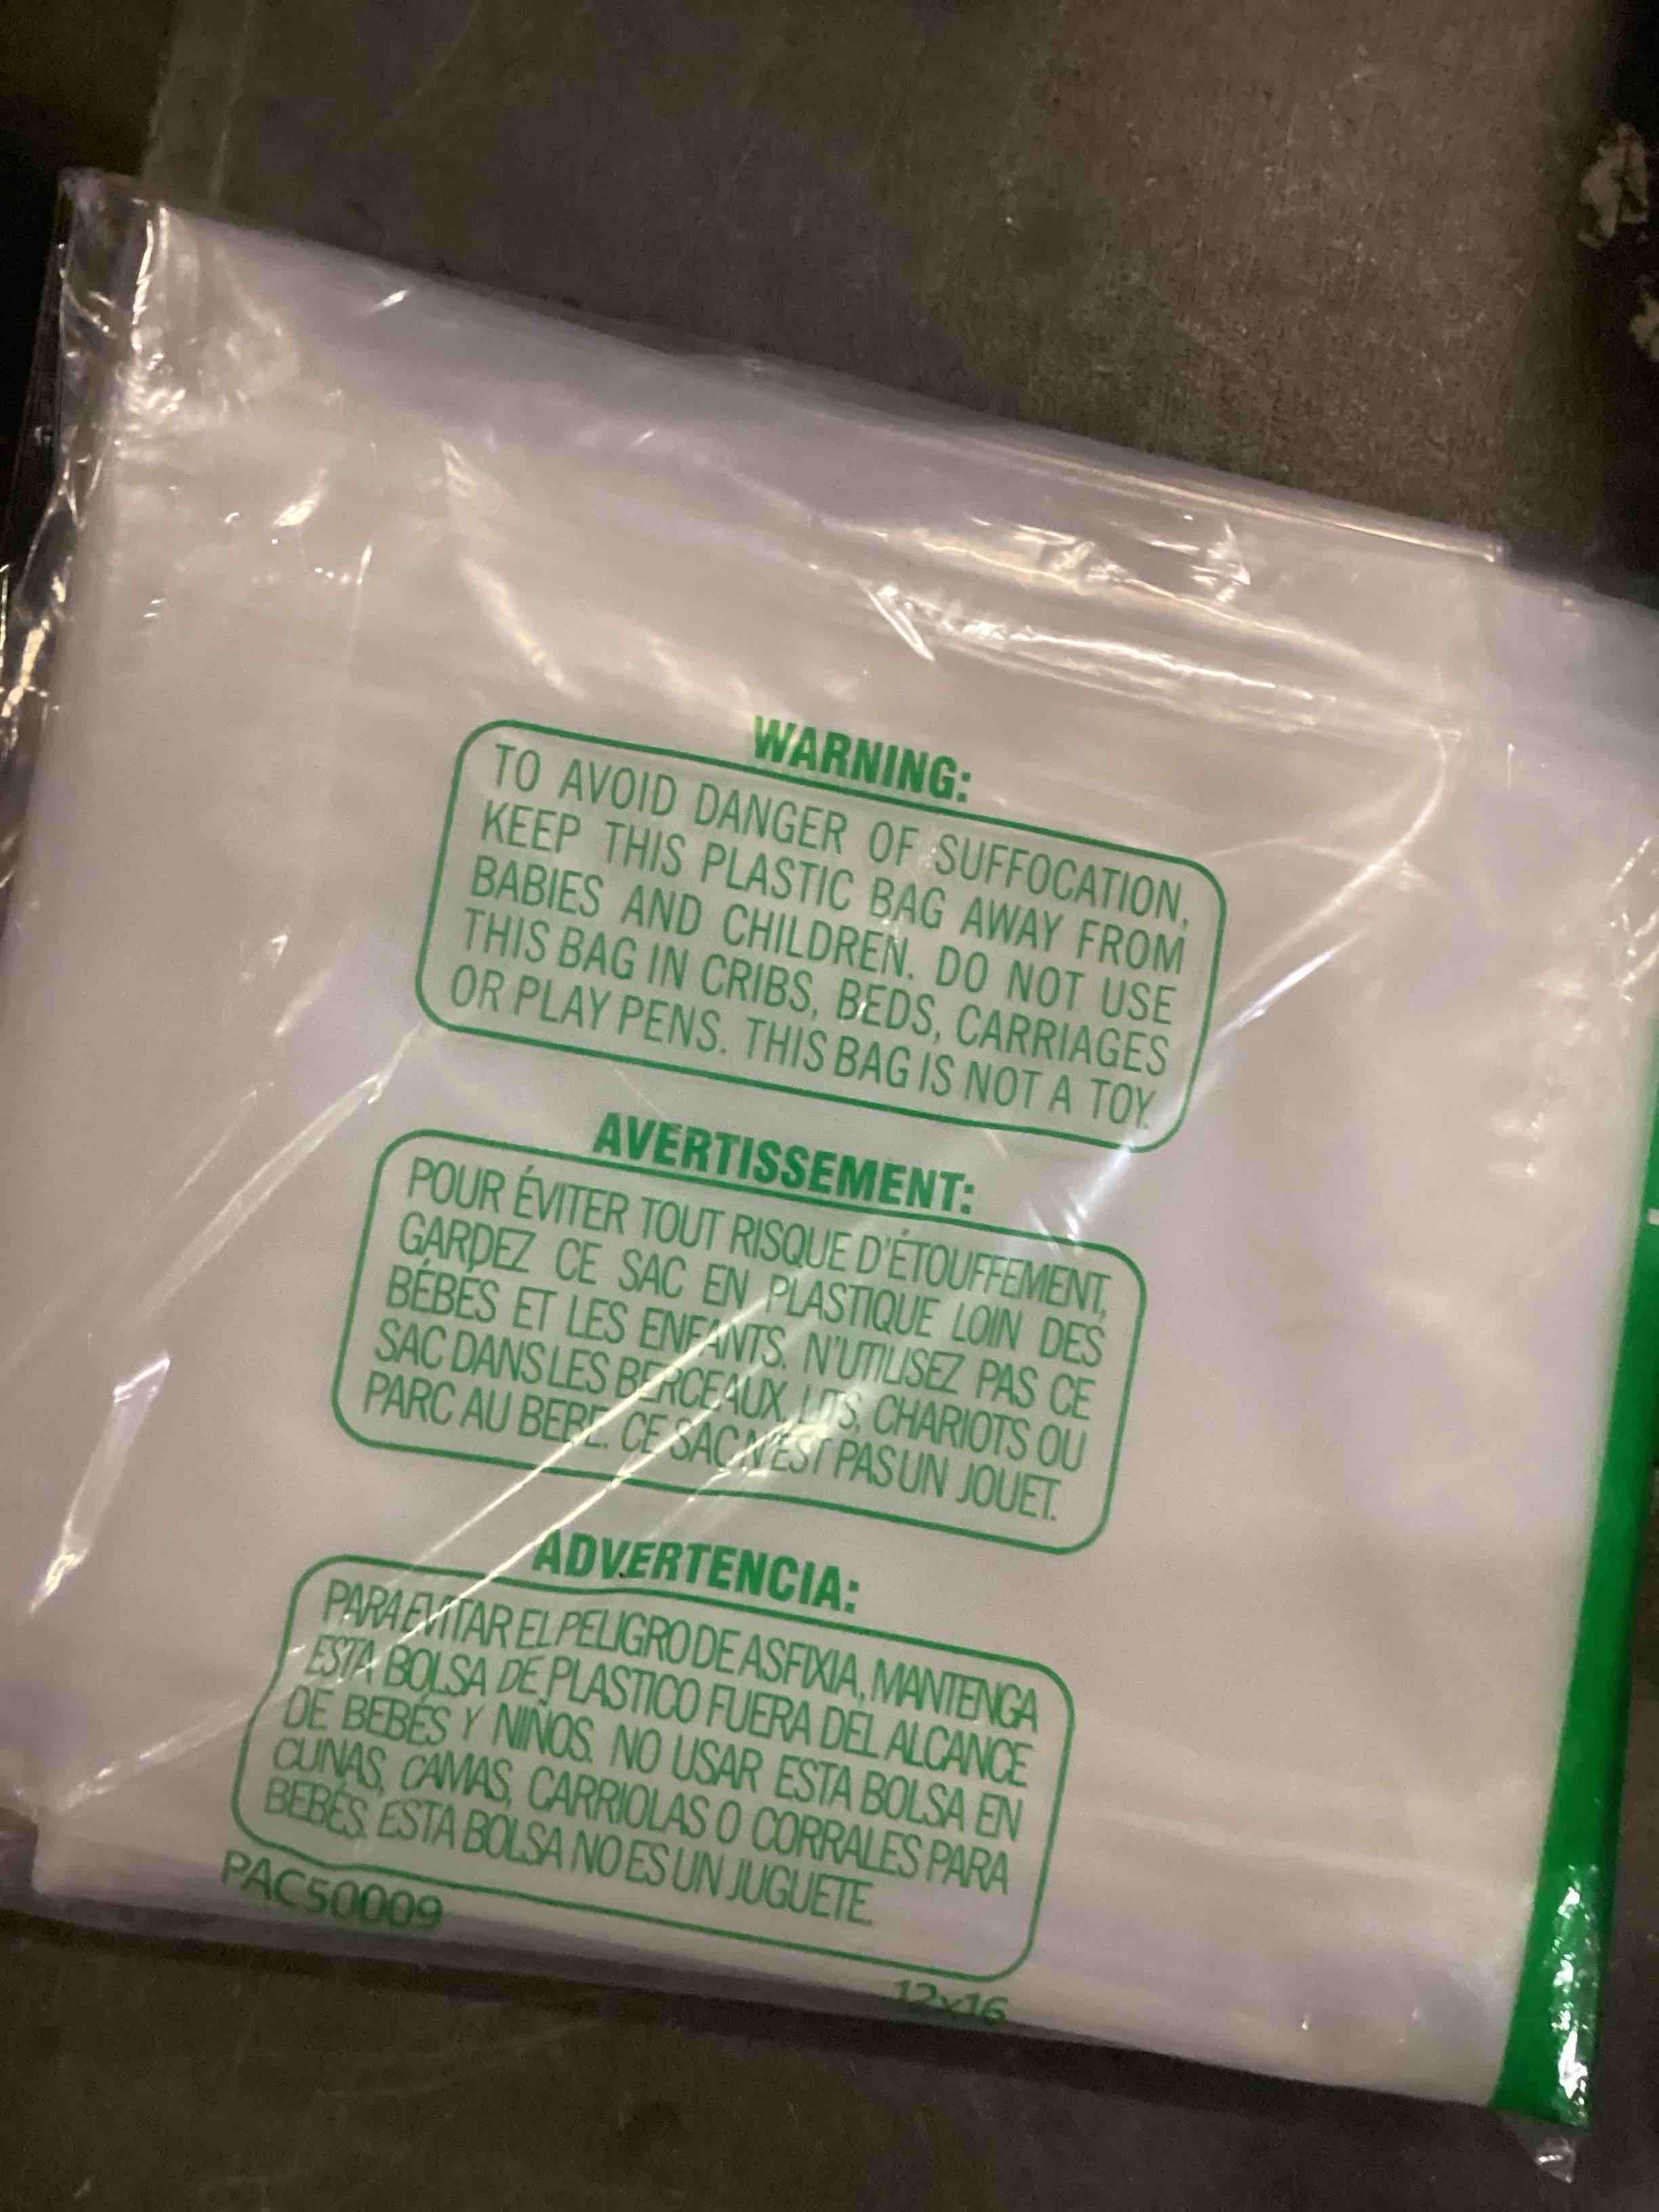 WARNING:
TO AVOID DANGER OF SUFFOCATION,
KEEP THIS PLASTIC BAG AWAY FROM
BABIES AND CHILDREN. DO NOT USE
THIS BAG IN CRIBS, BEDS, CARRIAGES
OR PLAY PENS. THIS BAG IS NOT A TOY.
AVERTISSEMENT:
POUR ÉVITER TOUT RISQUE D'ÉTOUFFEMENT,
GARDEZ CE SAC EN PLASTIQUE LOIN DES
BÉBÉS ET LES ENFANTS. N'UTILISEZ PAS CE
SAC DANS LES BERCEAUX, LITS, CHARIOTS OU
PARC AU BEBE. CE SAC N'EST PAS UN JOUET.
ADVERTENCIA:
PARA EVITAR EL PELIGRO DE ASFIXIA, MANTENGA
ESTA BOLSA DE PLASTICO FUERA DEL ALCANCE
DE BEBÉS Y NIÑOS. NO USAR ESTA BOLSA EN
CUNAS, CAMAS, CARRIOLAS O CORRALES PARA
BEBÉS. ESTA BOLSA NO ES UN JUGUETE.
PAC50009
12x16